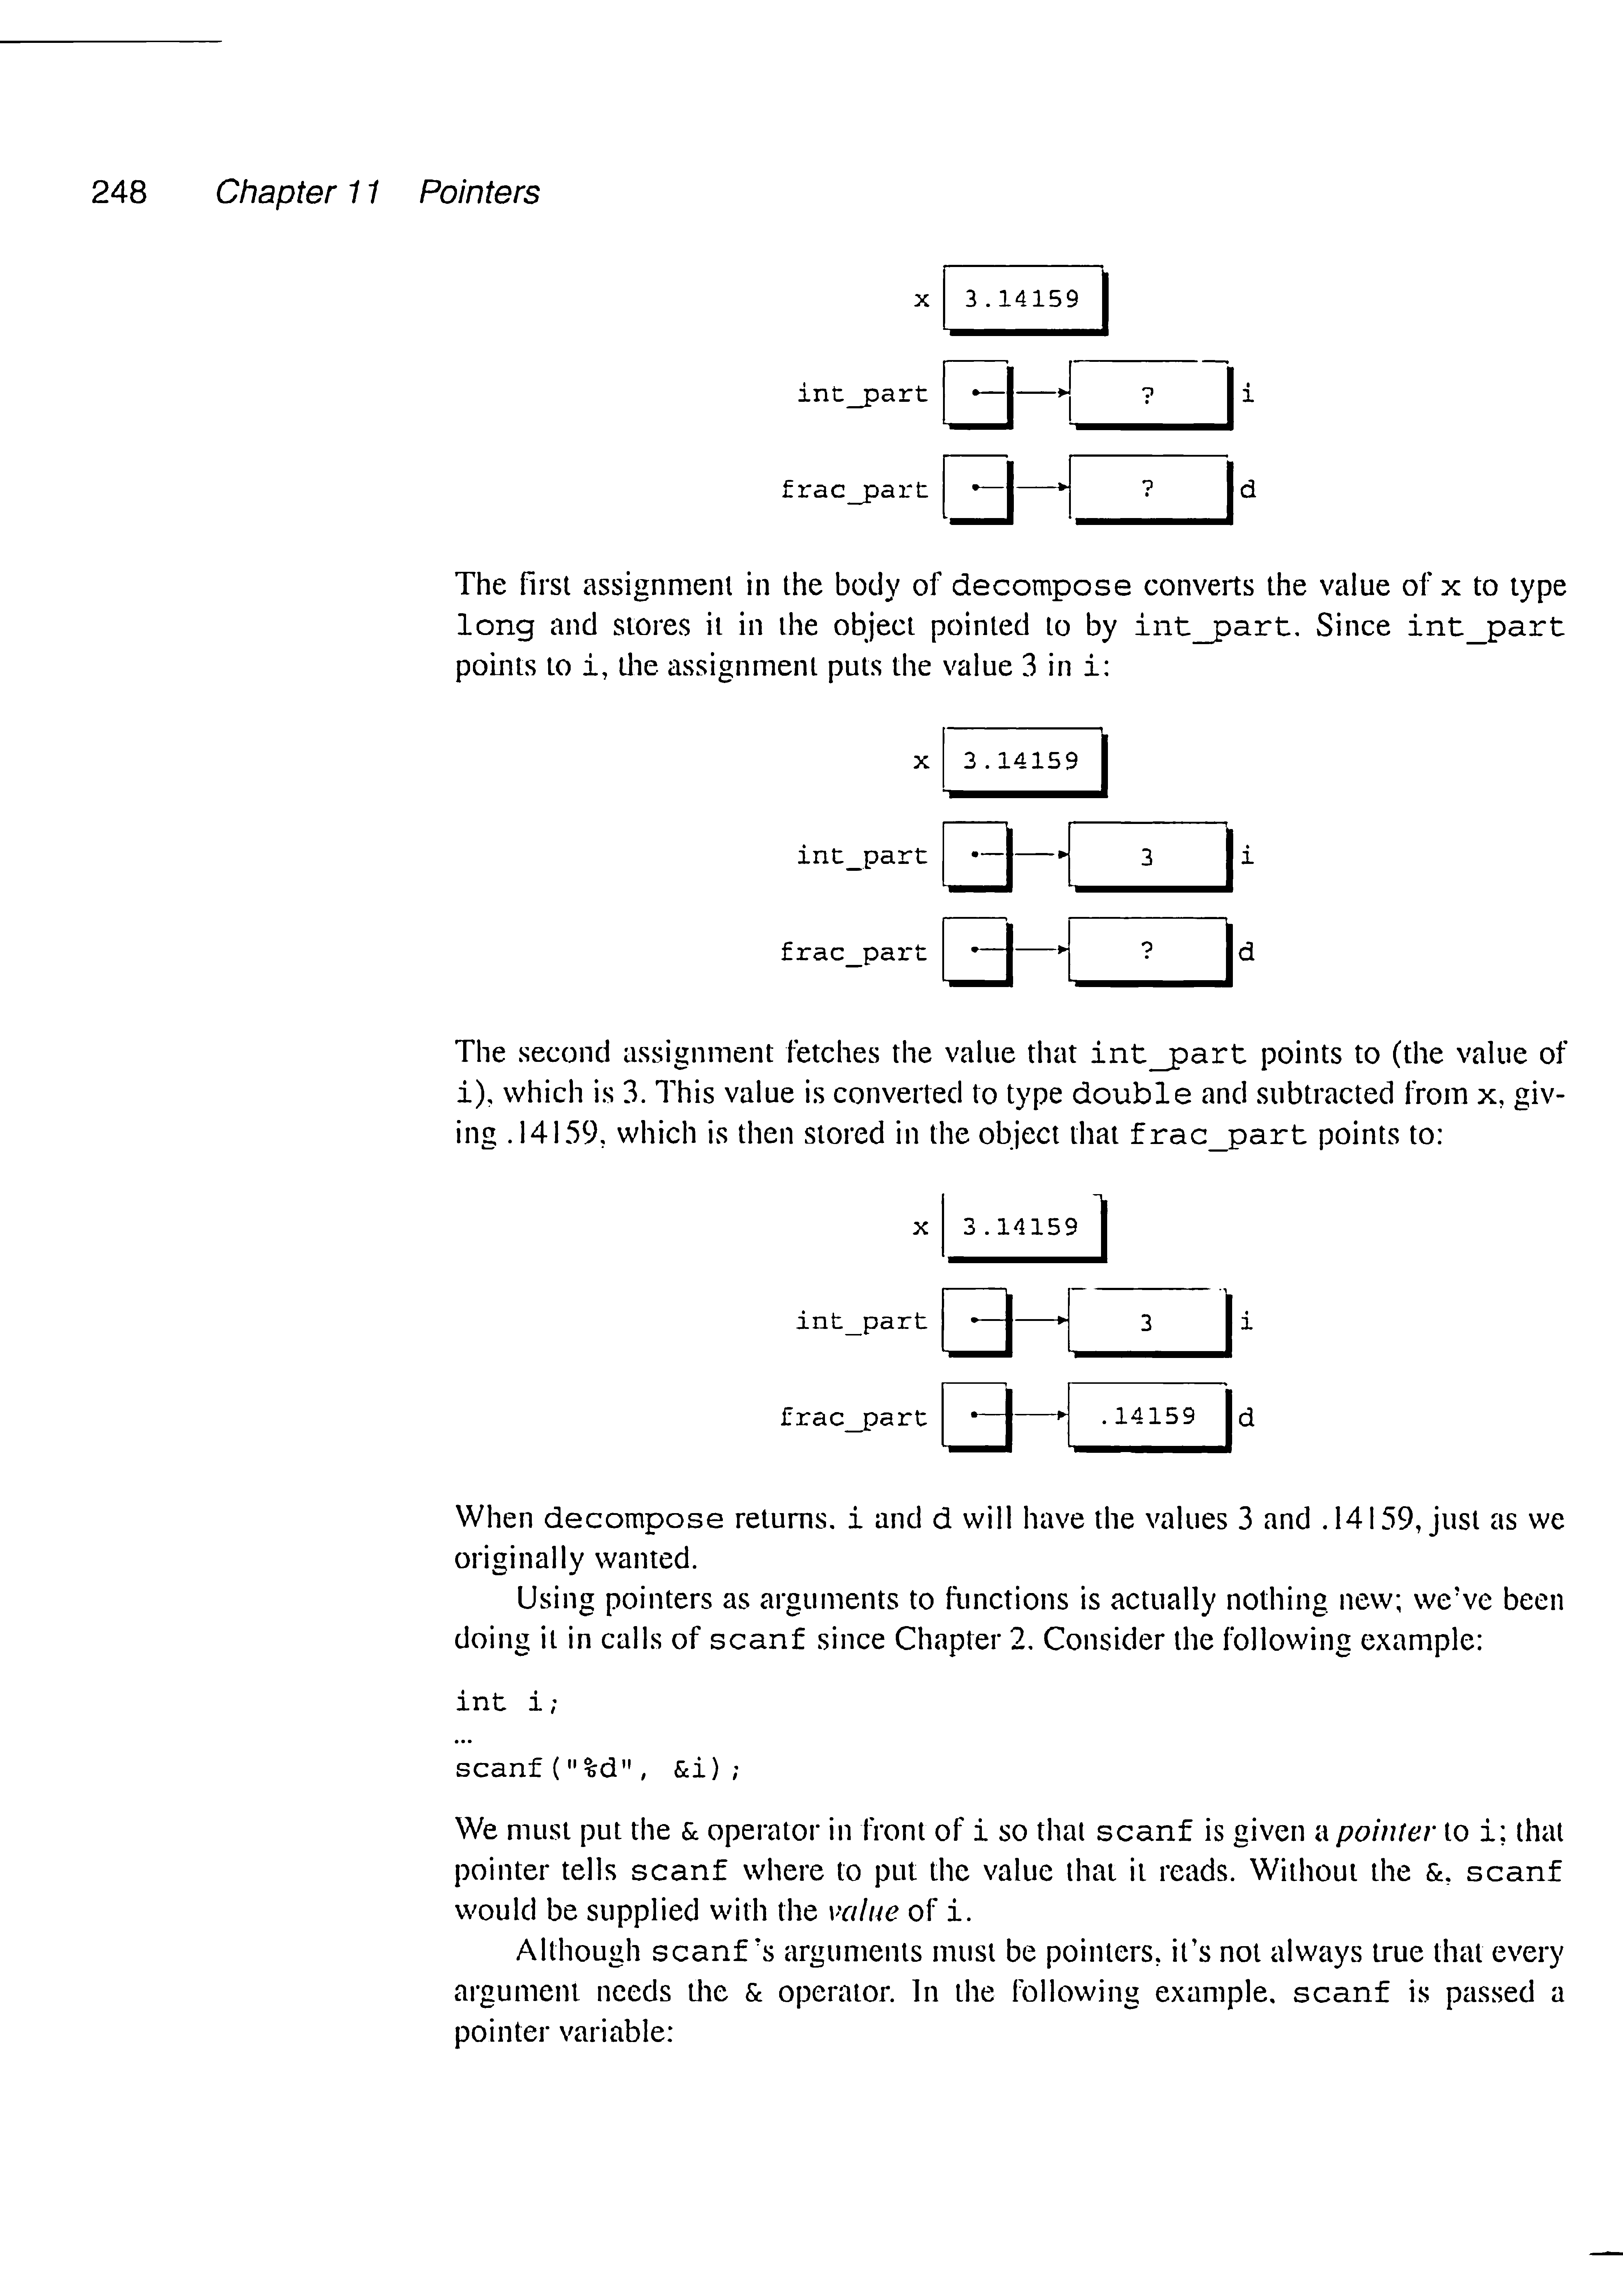 248 Chapter 11 Pointers
x 3.14159
int_part ? i
frac_part ? d
The first assignment in the body of decompose converts the value of x to type
long and stores it in the object pointed to by int_part. Since int_part
points to i, the assignment puts the value 3 in i:
x 3.14159
int_part 3 i
frac_part ? d
The second assignment fetches the value that int_part points to (the value of
i), which is 3. This value is converted to type double and subtracted from x, giv-
ing .14159, which is then stored in the object that frac_part points to:
x 3.14159
int_part 3 i
frac_part .14159 d
When decompose returns, i and d will have the values 3 and .14159, just as we
originally wanted.
Using pointers as arguments to functions is actually nothing new; we've been
doing it in calls of scanf since Chapter 2. Consider the following example:
int i;
…
scanf("%d", &i);
We must put the & operator in front of i so that scanf is given a pointer to i; that
pointer tells scanf where to put the value that it reads. Without the &, scanf
would be supplied with the value of i.
Although scanf's arguments must be pointers, it's not always true that every
argument needs the & operator. In the following example, scanf is passed a
pointer variable: